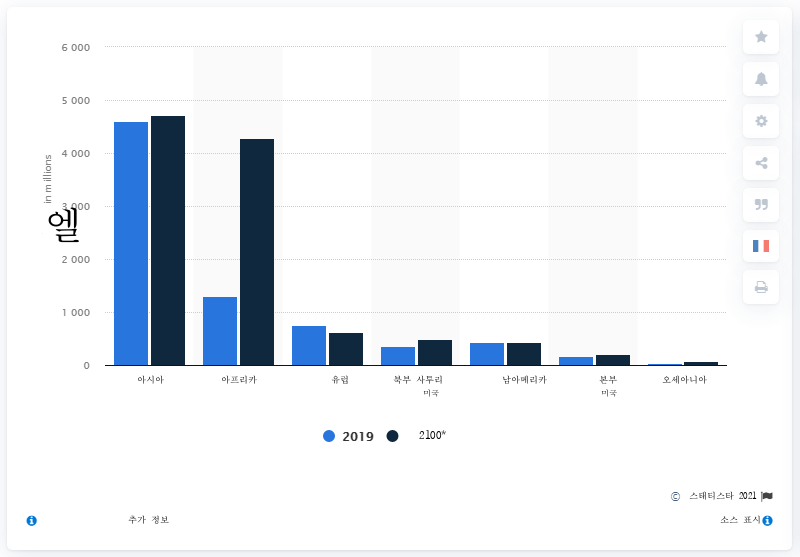 6 000
5 000
4 000
3 000
2 000
1 000
0
in millions
엘
아시아
아프리카
유럽
북부 사투리
미국
남아메리카
본부
미국
오세아니아
2019
2100*
© 스태티스타 2021
추가 정보
소스 표시